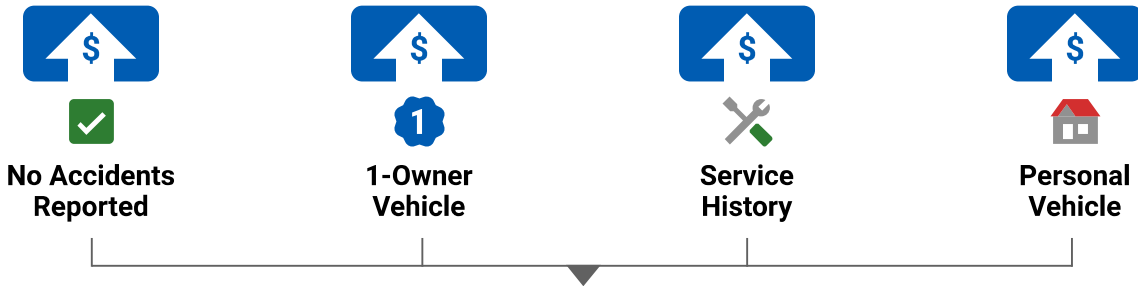 $
$
$
$
1
No Accidents
Reported
1-Owner
Vehicle
Service
History
Personal
Vehicle